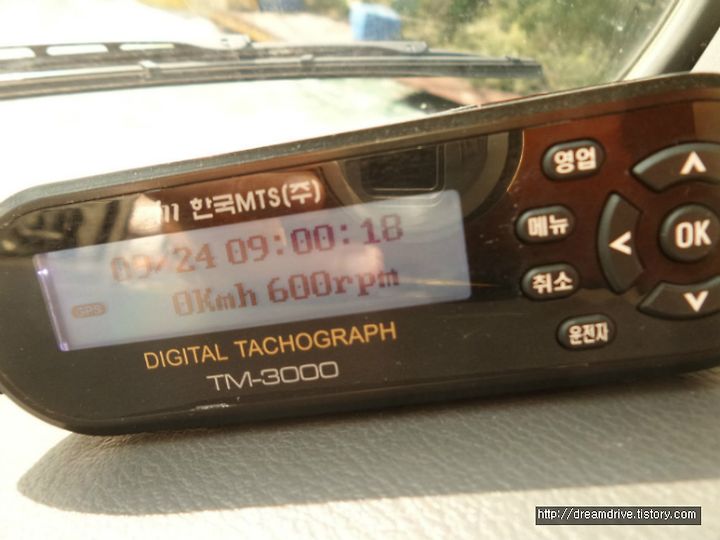 한국MTS(주)
09/24 09:00:18
GPS
0Kmh 600rpm
DIGITAL TACHOGRAPH
TM-3000
영업
메뉴
OK
취소
운전자
http://dreamdrive.tistory.com